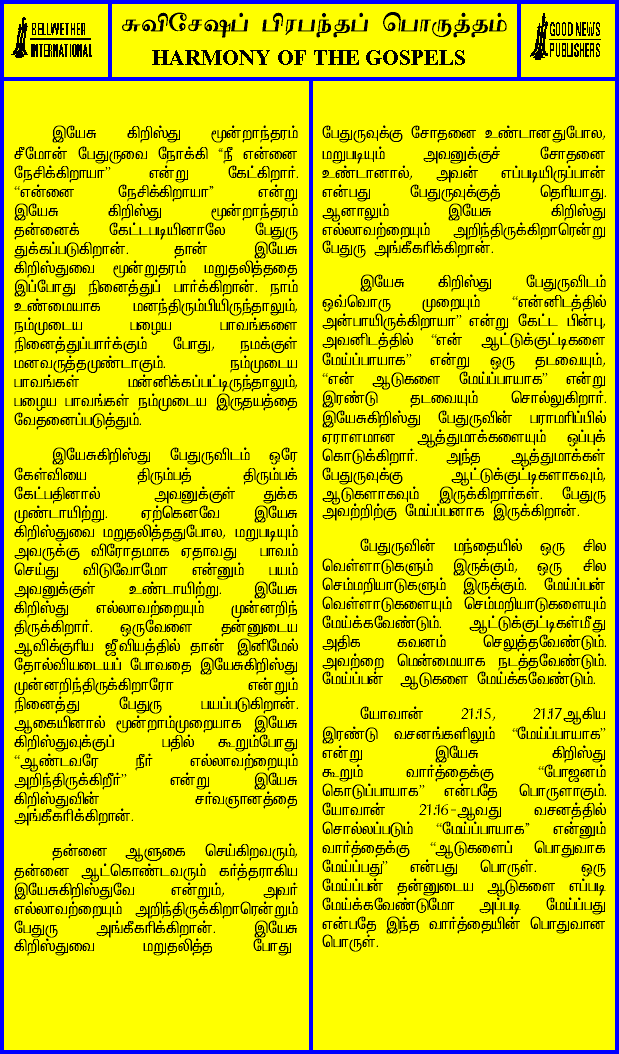 BELLWETHER
INTERNATIONAL
சுவிசேஷப் பிரபந்தப் பொருத்தம்
HARMONY OF THE GOSPELS
GOOD NEWS
PUBLISHERS
இயேசு கிறிஸ்து மூன்றாந்தரம்
சீமோன் பேதுருவை நோக்கி “நீ என்னை
நேசிக்கிறாயா” என்று கேட்கிறார்.
“என்னை நேசிக்கிறாயா” என்று
இயேசு கிறிஸ்து மூன்றாந்தரம்
தன்னைக் கேட்டபடியினாலே பேதுரு
துக்கப்படுகிறான். தான் இயேசு
கிறிஸ்துவை மூன்றுதரம் மறுதலித்ததை
இப்போது நினைத்துப் பார்க்கிறான். நாம்
உண்மையாக மனந்திரும்பியிருந்தாலும்,
நம்முடைய பழைய பாவங்களை
நினைத்துப்பார்க்கும் போது, நமக்குள்
மனவருத்தமுண்டாகும். நம்முடைய
பாவங்கள் மன்னிக்கப்பட்டிருந்தாலும்,
பழைய பாவங்கள் நம்முடைய இருதயத்தை
வேதனைப்படுத்தும்.
இயேசுகிறிஸ்து பேதுருவிடம் ஒரே
கேள்வியை திரும்பத் திரும்பக்
கேட்பதினால் அவனுக்குள் துக்க
முண்டாயிற்று. ஏற்கெனவே இயேசு
கிறிஸ்துவை மறுதலித்ததுபோல, மறுபடியும்
அவருக்கு விரோதமாக ஏதாவது பாவம்
செய்து விடுவோமோ என்னும் பயம்
அவனுக்குள் உண்டாயிற்று. இயேசு
கிறிஸ்து எல்லாவற்றையும் முன்னறிந்
திருக்கிறார். ஒருவேளை தன்னுடைய
ஆவிக்குரிய ஜீவியத்தில் தான் இனிமேல்
தோல்வியடையப் போவதை இயேசுகிறிஸ்து
முன்னறிந்திருக்கிறாரோ என்றும்
நினைத்து பேதுரு பயப்படுகிறான்.
ஆகையினால் மூன்றாம்முறையாக இயேசு
கிறிஸ்துவுக்குப் பதில் கூறும்போது
“ஆண்டவரே நீர் எல்லாவற்றையும்
அறிந்திருக்கிறீர்” என்று இயேசு
கிறிஸ்துவின் சர்வஞானத்தை
அங்கீகரிக்கிறான்.
தன்னை ஆளுகை செய்கிறவரும்,
தன்னை ஆட்கொண்டவரும் கர்த்தராகிய
இயேசுகிறிஸ்துவே என்றும், அவர்
எல்லாவற்றையும் அறிந்திருக்கிறாரென்றும்
பேதுரு அங்கீகரிக்கிறான். இயேசு
கிறிஸ்துவை மறுதலித்த போது
பேதுருவுக்கு சோதனை உண்டானதுபோல,
மறுபடியும் அவனுக்குச் சோதனை
உண்டானால், அவன் எப்படியிருப்பான்
என்பது பேதுருவுக்குத் தெரியாது.
ஆனாலும் இயேசு கிறிஸ்து
எல்லாவற்றையும் அறிந்திருக்கிறாரென்று
பேதுரு அங்கீகரிக்கிறான்.
இயேசு கிறிஸ்து பேதுருவிடம்
ஒவ்வொரு முறையும் “என்னிடத்தில்
அன்பாயிருக்கிறாயா” என்று கேட்ட பின்பு,
அவனிடத்தில் “என் ஆட்டுக்குட்டிகளை
மேய்ப்பாயாக” என்று ஒரு தடவையும்,
“என் ஆடுகளை மேய்ப்பாயாக” என்று
இரண்டு தடவையும் சொல்லுகிறார்.
இயேசுகிறிஸ்து பேதுருவின் பராமரிப்பில்
ஏராளமான ஆத்துமாக்களையும் ஒப்புக்
கொடுக்கிறார். அந்த ஆத்துமாக்கள்
பேதுருவுக்கு ஆட்டுக்குட்டிகளாகவும்,
ஆடுகளாகவும் இருக்கிறார்கள். பேதுரு
அவற்றிற்கு மேய்ப்பனாக இருக்கிறான்.
பேதுருவின் மந்தையில் ஒரு சில
வெள்ளாடுகளும் இருக்கும், ஒரு சில
செம்மறியாடுகளும் இருக்கும். மேய்ப்பன்
வெள்ளாடுகளையும் செம்மறியாடுகளையும்
மேய்க்கவேண்டும். ஆட்டுக்குட்டிகள்மீது
அதிக கவனம் செலுத்தவேண்டும்.
அவற்றை மென்மையாக நடத்தவேண்டும்.
மேய்ப்பன் ஆடுகளை மேய்க்கவேண்டும்.
யோவான் 21:15, 21:17ஆகிய
இரண்டு வசனங்களிலும் “மேய்ப்பாயாக”
என்று இயேசு கிறிஸ்து
கூறும் வார்த்தைக்கு “போஜனம்
கொடுப்பாயாக” என்பதே பொருளாகும்.
யோவான் 21:16-ஆவது வசனத்தில்
சொல்லப்படும் “மேய்ப்பாயாக” என்னும்
வார்த்தைக்கு “ஆடுகளைப் பொதுவாக
மேய்ப்பது” என்பது பொருள். ஒரு
மேய்ப்பன் தன்னுடைய ஆடுகளை எப்படி
மேய்க்கவேண்டுமோ அப்படி மேய்ப்பது
என்பதே இந்த வார்த்தையின் பொதுவான
பொருள்.